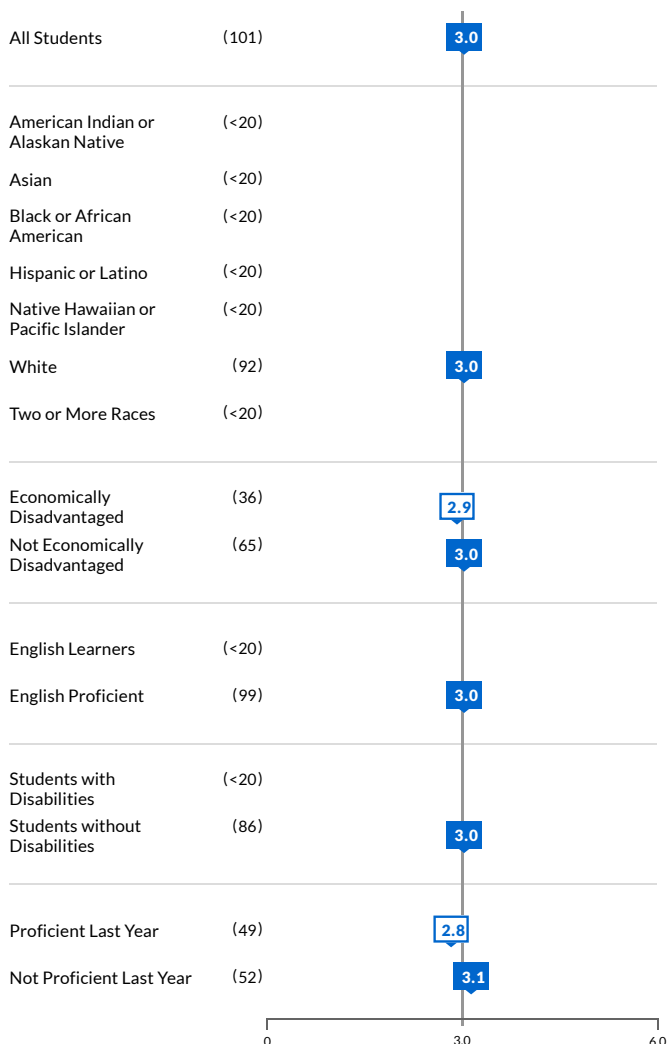 All Students (101) 3.0
American Indian or (<20)
Alaskan Native
Asian (<20)
Black or African (<20)
American
Hispanic or Latino (<20)
Native Hawaiian or (<20)
Pacific Islander
White (92) 3.0
Two or More Races (<20)
Economically (36) 2.9
Disadvantaged
Not Economically (65) 3.0
Disadvantaged
English Learners (<20)
English Proficient (99) 3.0
Students with (<20)
Disabilities
Students without (86) 3.0
Disabilities
Proficient Last Year (49) 2.8
Not Proficient Last Year (52) 3.1
0 3.0 6.0